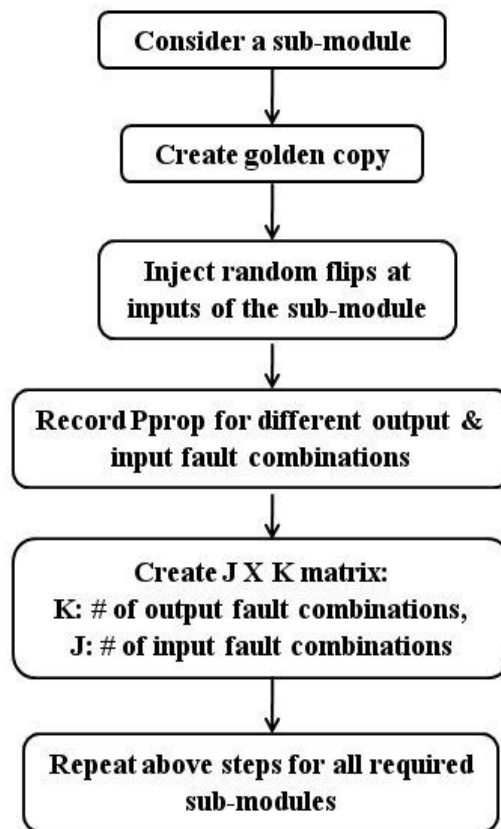 Consider a sub-module
Create golden copy
Inject random flips at
inputs of the sub-module
Record Pprop for different output &
input fault combinations
Create J X K matrix:
K: # of output fault combinations,
J: # of input fault combinations
Repeat above steps for all required
sub-modules